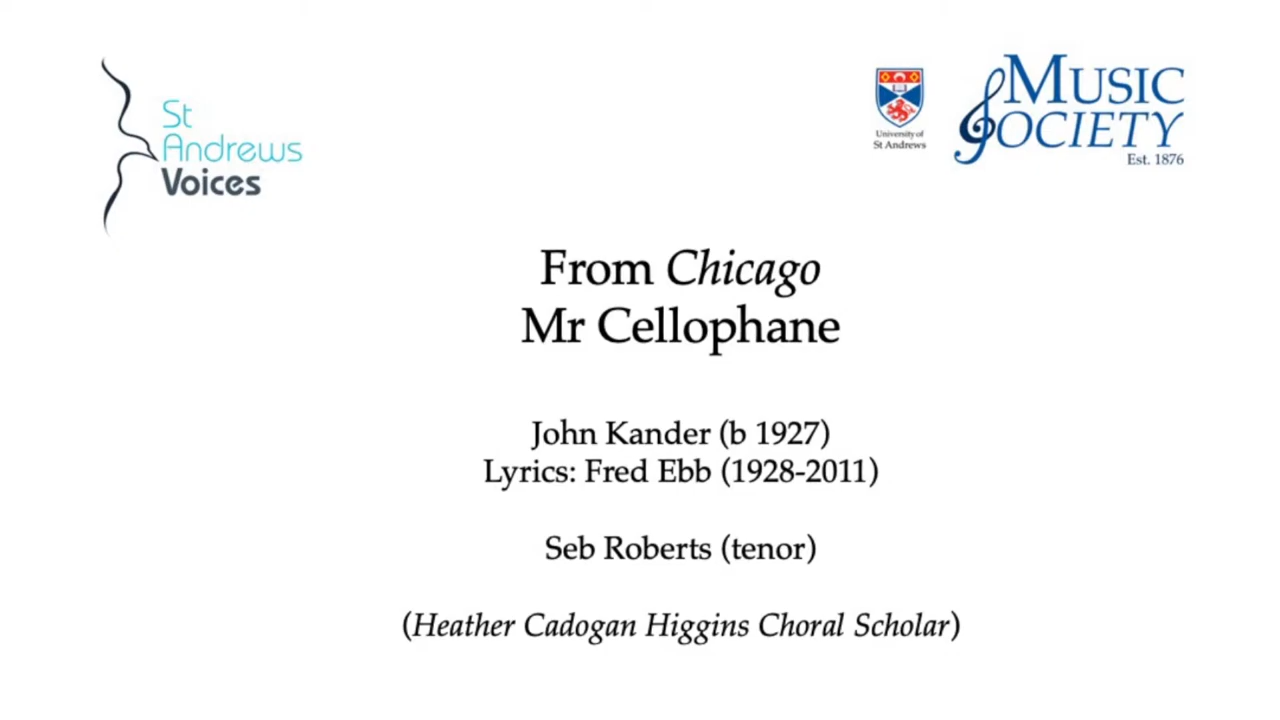 St
Andrews
Voices
University of
St Andrews
MUSIC
SOCIETY
Est. 1876
From Chicago
Mr Cellophane
John Kander (b 1927)
Lyrics: Fred Ebb (1928-2011)
Seb Roberts (tenor)
(Heather Cadogan Higgins Choral Scholar)